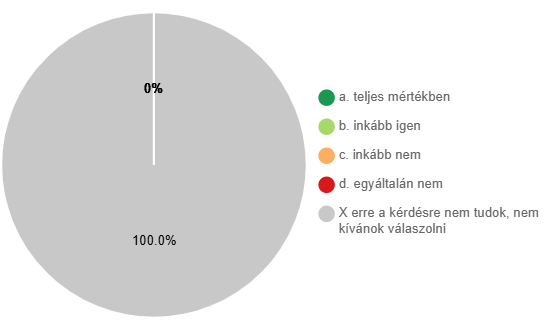 0%
100.0%
a. teljes mértékben
b. inkább igen
c. inkább nem
d. egyáltalán nem
X erre a kérdésre nem tudok, nem
kívánok válaszolni